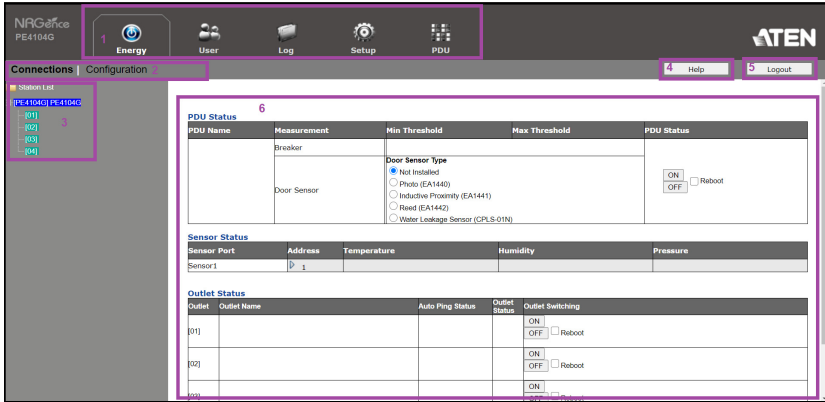 NRGence
PE4104G
1
Energy
User
Log
Setup
PDU
ATEN
Connections | Configuration 2
4 Help
5 Logout
Station List
[PE4104G] PE4104G
[01]
[02]
3
[03]
[04]
6
PDU Status
PDU Name Measurement Min Threshold Max Threshold PDU Status
Breaker
Door Sensor
Door Sensor Type
Not Installed
Photo (EA1440)
Inductive Proximity (EA1441)
Reed (EA1442)
Water Leakage Sensor (CPLS-01N)
ON
OFF Reboot
Sensor Status
Sensor Port Address Temperature Humidity Pressure
Sensor1 1
Outlet Status
Outlet Outlet Name Auto Ping Status Outlet Status Outlet Switching
[01]
ON
OFF Reboot
[02]
ON
OFF Reboot
[03]
ON
OFF Reboot